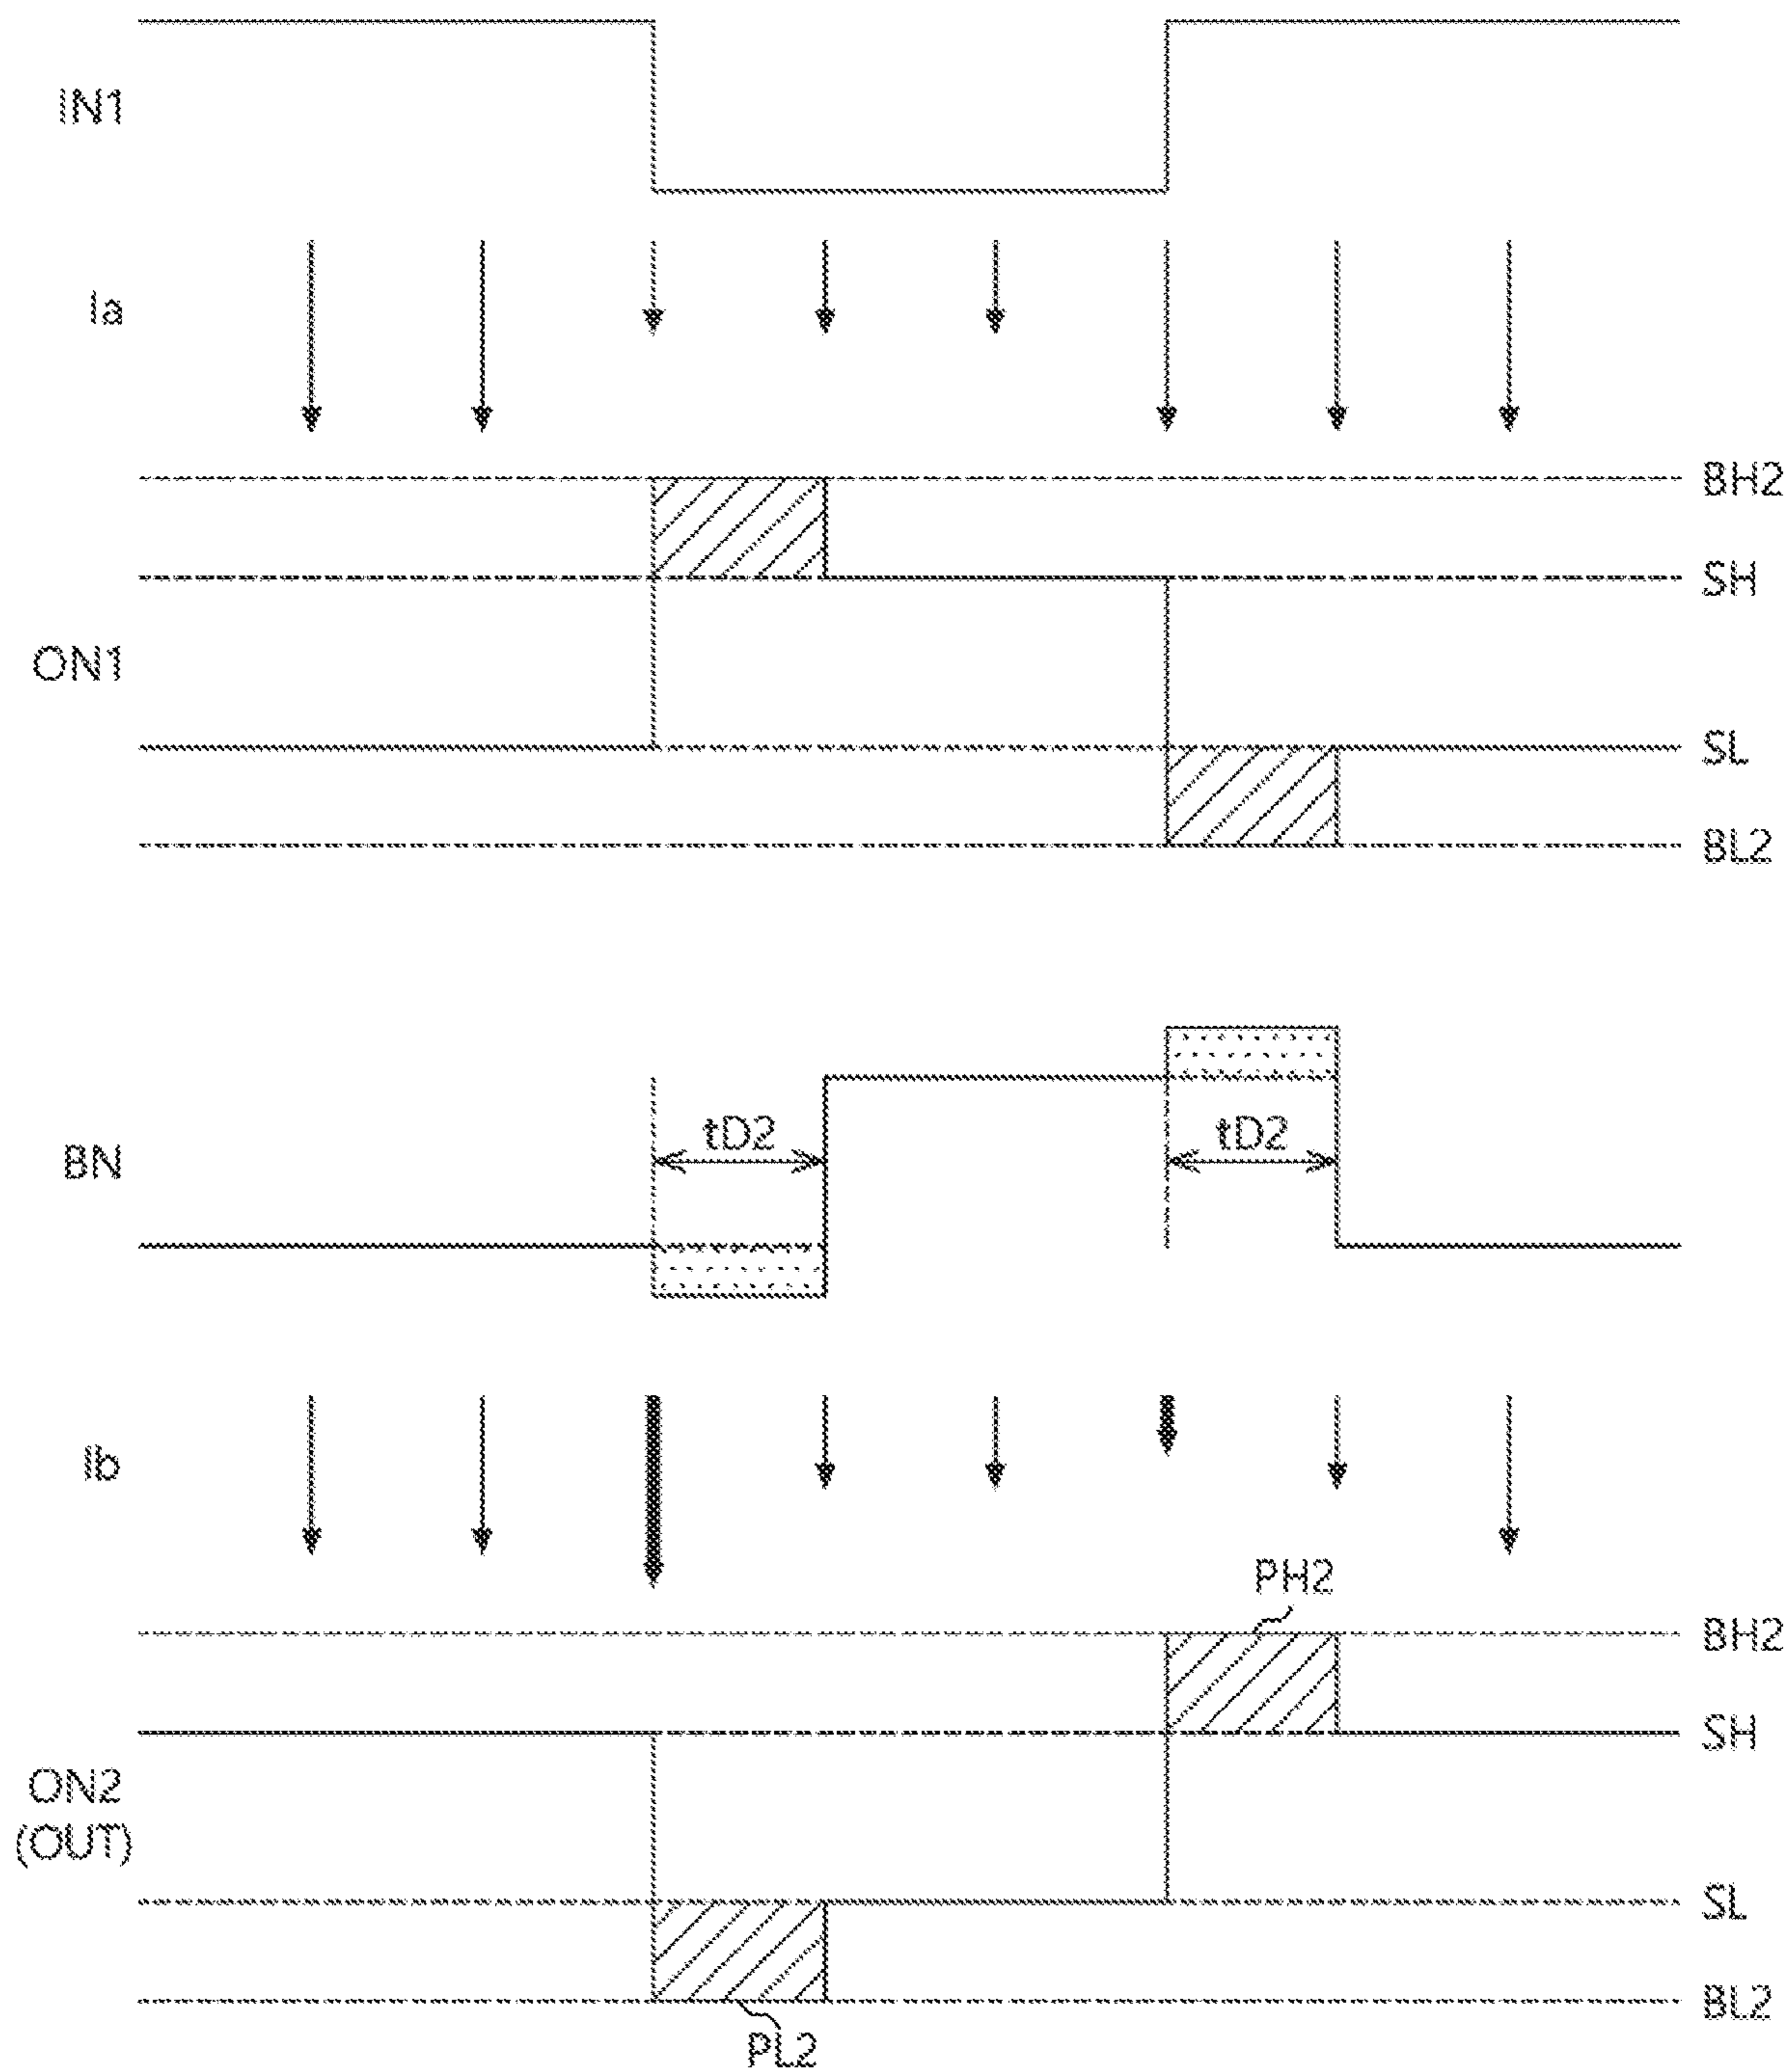 IN1
Ia
BH2
SH
ON1
SL
BL2
tD2
tD2
BN
Ib
PH2
BH2
SH
ON2
(OUT)
SL
BL2
PL2